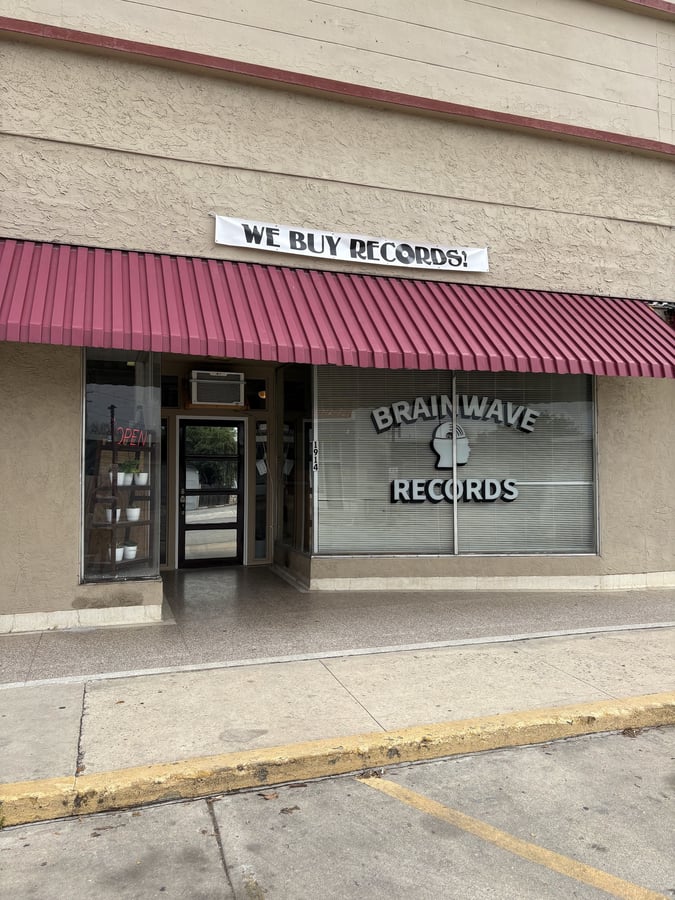 WE BUY RECORDS!
BRAINWAVE
RECORDS
1914
OPEN